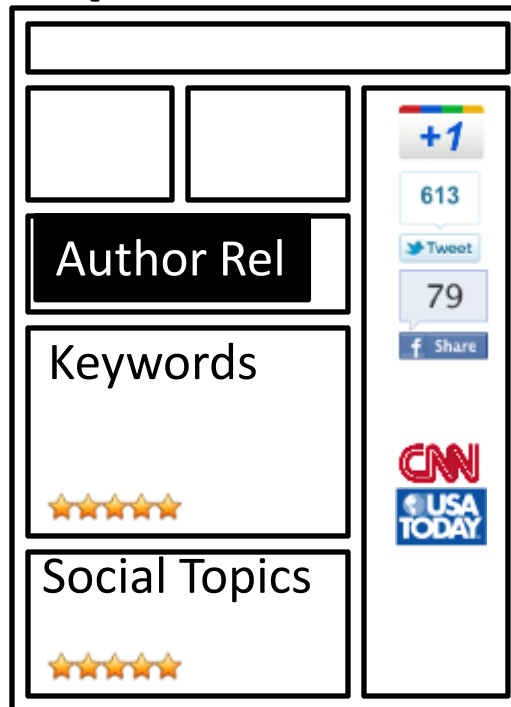 Author Rel
Keywords
Social Topics
+1
613
Tweet
79
f Share
CNN
USA
TODAY